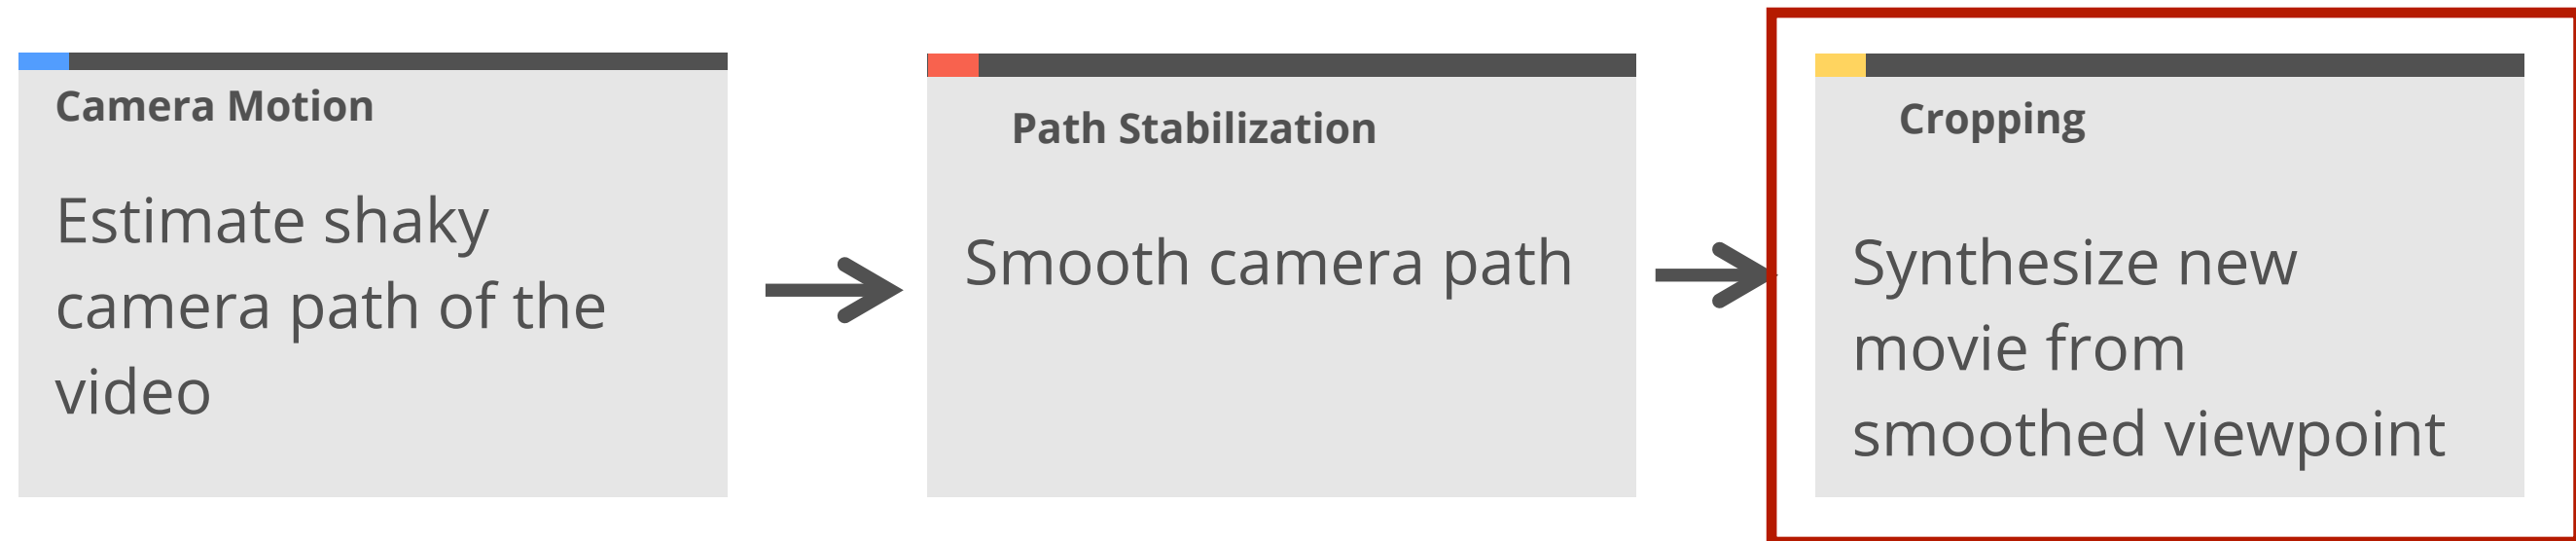 Camera Motion
Estimate shaky
camera path of the
video
Path Stabilization
Smooth camera path
Cropping
Synthesize new
movie from
smoothed viewpoint